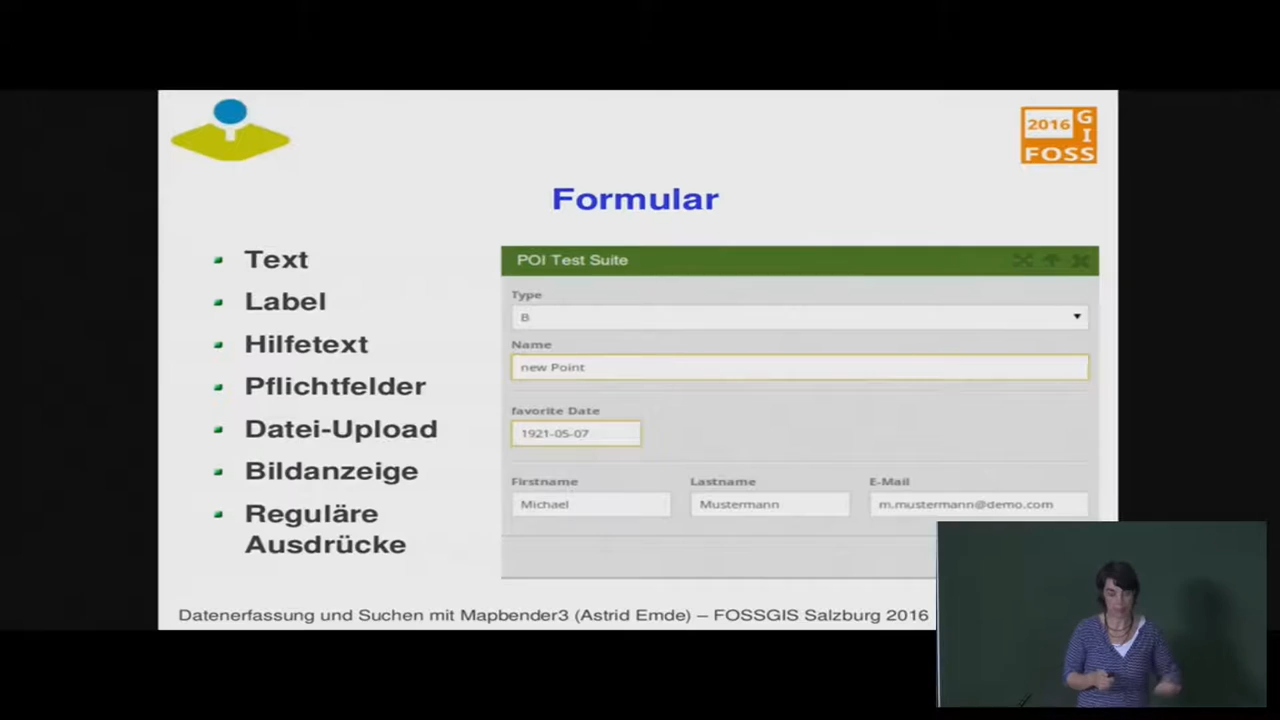 2016
G
I
FOSS
Formular
Text
Label
Hilfetext
Pflichtfelder
Datei-Upload
Bildanzeige
Reguläre
Ausdrücke
POI Test Suite
Type
B
Name
new Point
favorite Date
1921-05-07
Firstname Lastname E-Mail
Michael Mustermann m.mustermann@demo.com
Datenerfassung und Suchen mit Mapbender3 (Astrid Emde) – FOSSGIS Salzburg 2016